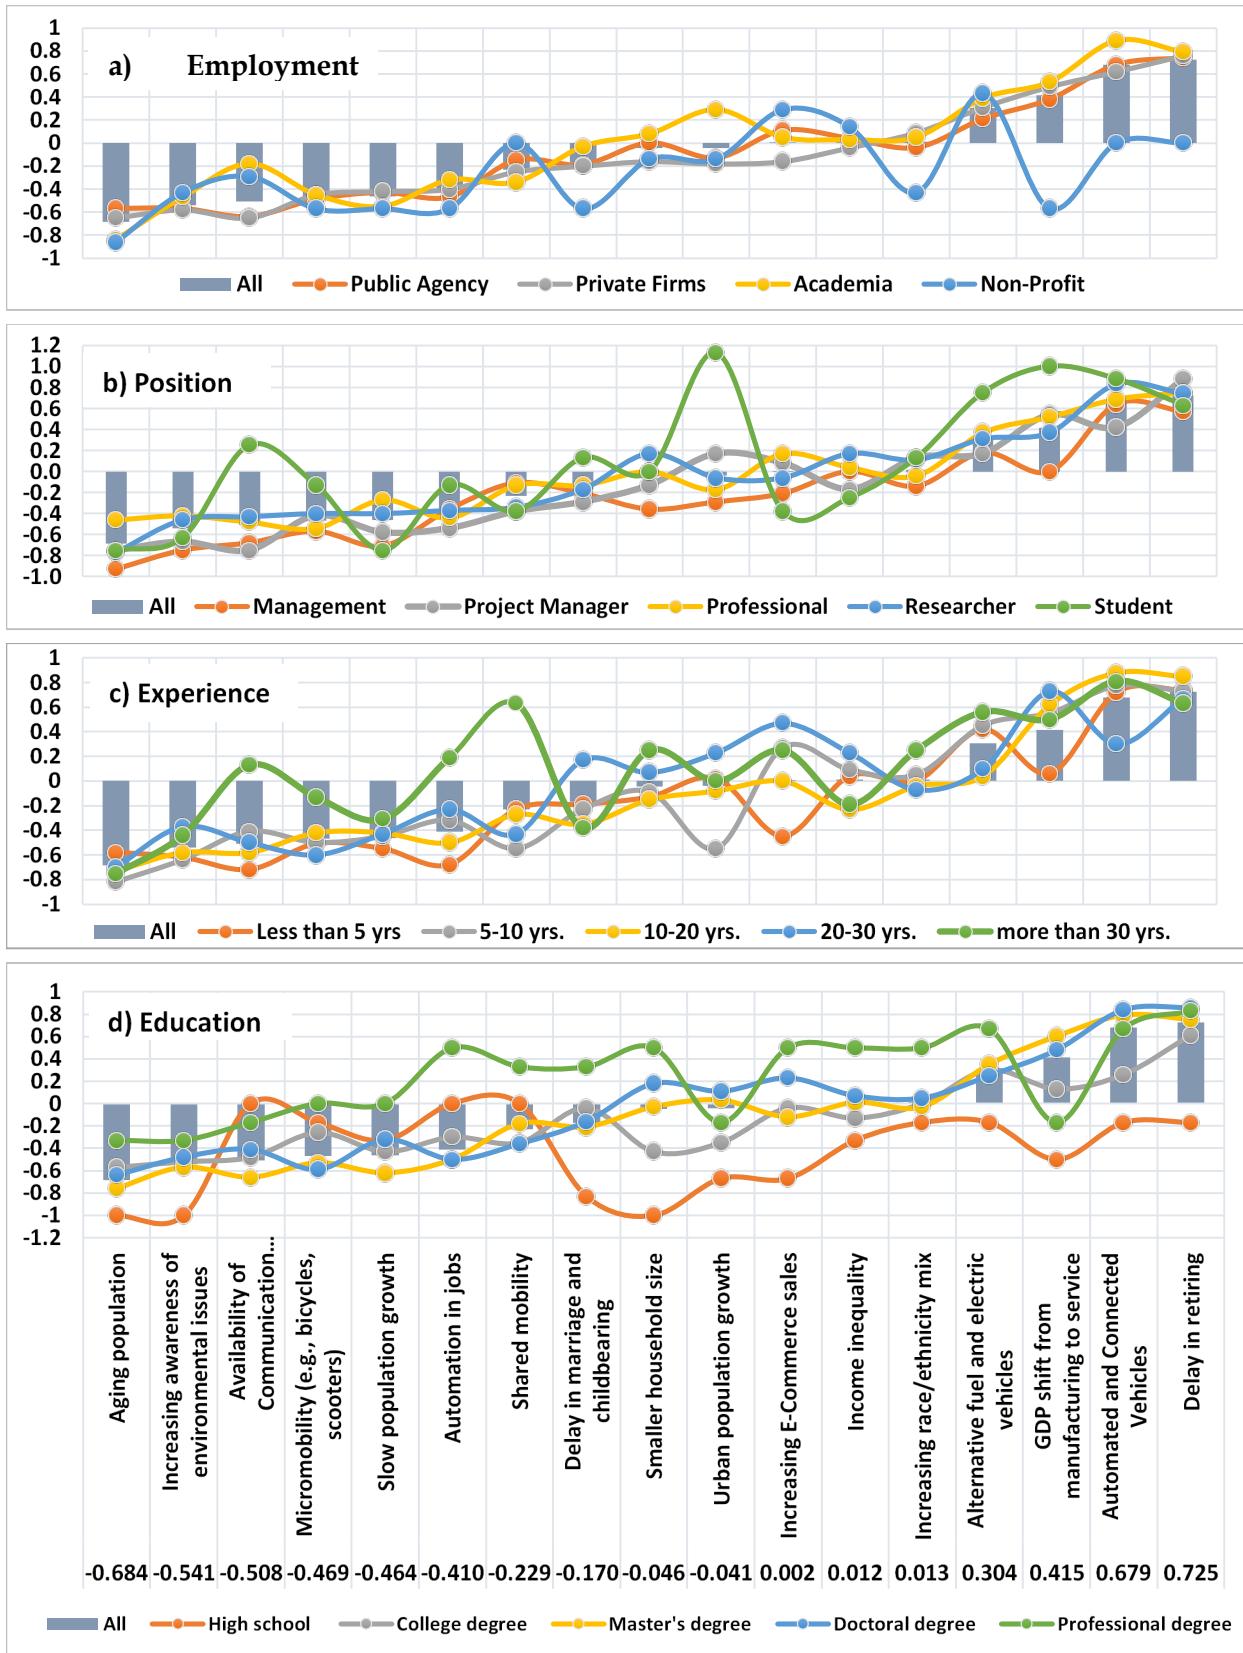 a) Employment
1
0.8
0.6
0.4
0.2
0
-0.2
-0.4
-0.6
-0.8
-1
All Public Agency Private Firms Academia Non-Profit
b) Position
1.2
1.0
0.8
0.6
0.4
0.2
0.0
-0.2
-0.4
-0.6
-0.8
-1.0
All Management Project Manager Professional Researcher Student
c) Experience
1
0.8
0.6
0.4
0.2
0
-0.2
-0.4
-0.6
-0.8
-1
All Less than 5 yrs 5-10 yrs. 10-20 yrs. 20-30 yrs. more than 30 yrs.
d) Education
1
0.8
0.6
0.4
0.2
0
-0.2
-0.4
-0.6
-0.8
-1
-1.2
Aging population
Increasing awareness of
environmental issues
Availability of
Communication...
Micromobility (e.g., bicycles,
scooters)
Slow population growth
Automation in jobs
Shared mobility
Delay in marriage and
childbearing
Smaller household size
Urban population growth
Increasing E-Commerce sales
Income inequality
Increasing race/ethnicity mix
Alternative fuel and electric
vehicles
GDP shift from
manufacturing to service
Automated and Connected
Vehicles
Delay in retiring
-0.684 -0.541 -0.508 -0.469 -0.464 -0.410 -0.229 -0.170 -0.046 -0.041 0.002 0.012 0.013 0.304 0.415 0.679 0.725
All High school College degree Master's degree Doctoral degree Professional degree